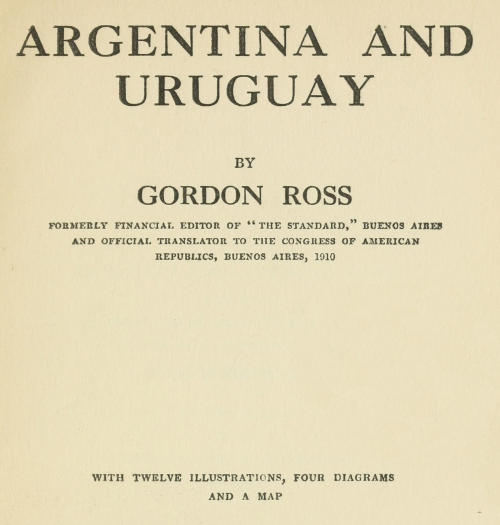 ARGENTINA AND
URUGUAY
BY
GORDON ROSS
FORMERLY FINANCIAL EDITOR OF "THE STANDARD," BUENOS AIRES
AND OFFICIAL TRANSLATOR TO THE CONGRESS OF AMERICAN
REPUBLICS, BUENOS AIRES, 1910
WITH TWELVE ILLUSTRATIONS, FOUR DIAGRAMS
AND A MAP